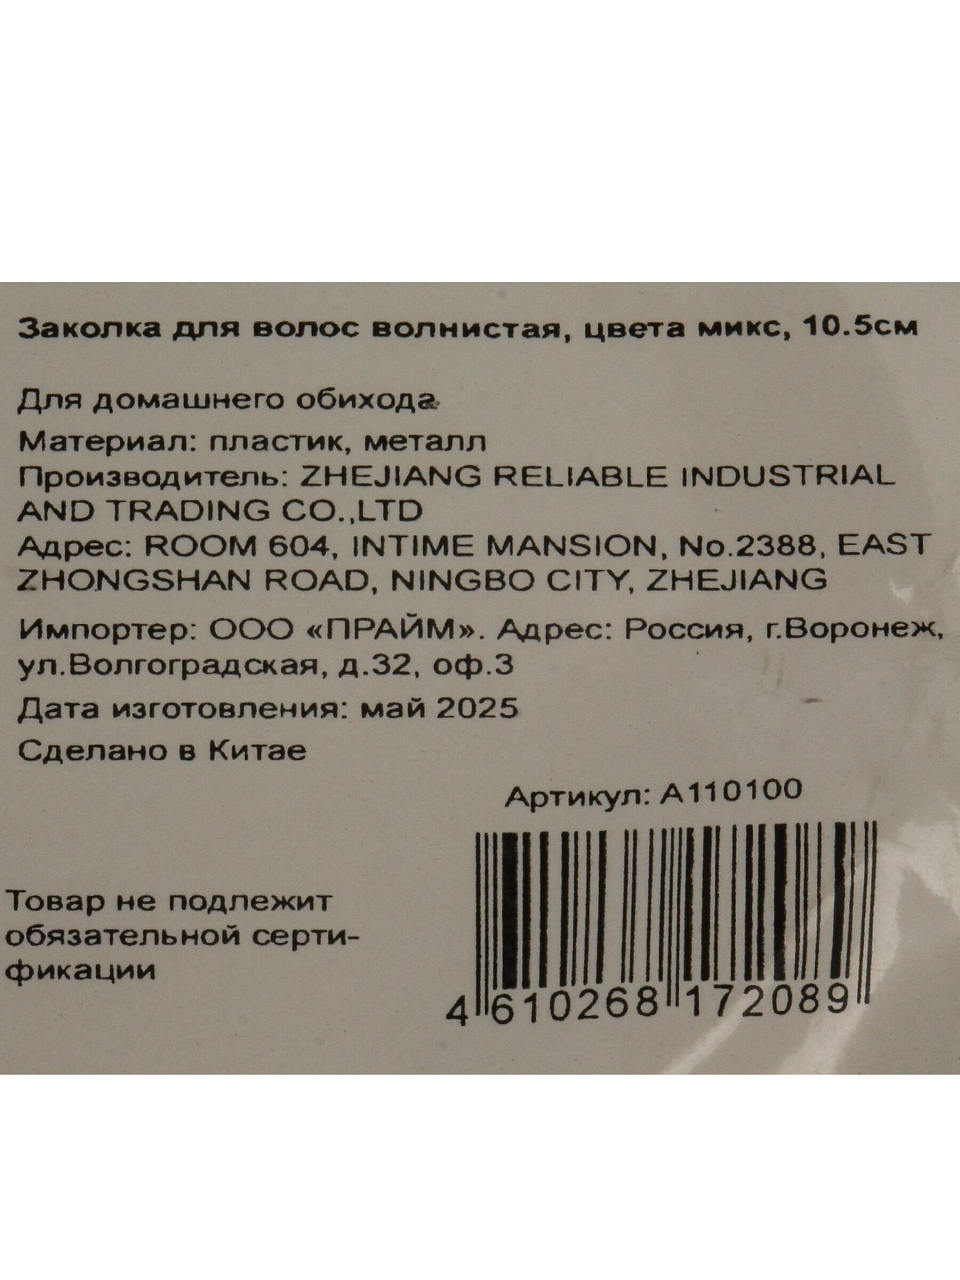 Заколка для волос волнистая, цвета микс, 10.5см
Для домашнего обихода
Материал: пластик, металл
Производитель: ZHEJIANG RELIABLE INDUSTRIAL
AND TRADING CO.,LTD
Адрес: ROOM 604, INTIME MANSION, No.2388, EAST
ZHONGSHAN ROAD, NINGBO CITY, ZHEJIANG
Импортер: ООО «ПРАЙМ». Адрес: Россия, г.Воронеж,
ул.Волгоградская, д.32, оф.3
Дата изготовления: май 2025
Сделано в Китае
Артикул: А110100
Товар не подлежит
обязательной серти-
фикации
4 610268 172089